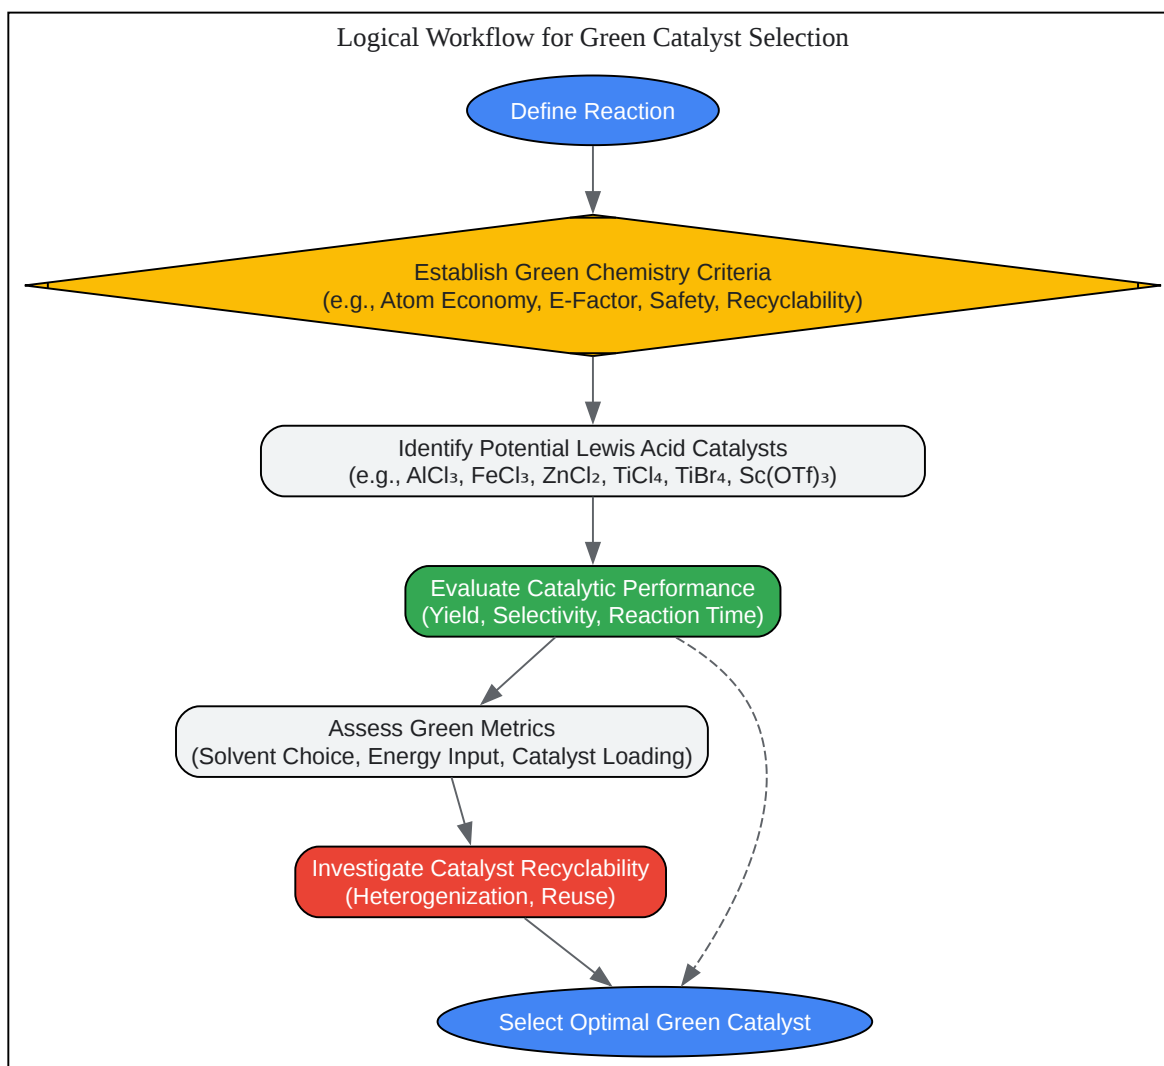 Logical Workflow for Green Catalyst Selection
Define Reaction
Establish Green Chemistry Criteria
(e.g., Atom Economy, E-Factor, Safety, Recyclability)
Identify Potential Lewis Acid Catalysts
(e.g., AlCl₃, FeCl₃, ZnCl₂, TiCl₄, TiBr₄, Sc(OTf)₃)
Evaluate Catalytic Performance
(Yield, Selectivity, Reaction Time)
Assess Green Metrics
(Solvent Choice, Energy Input, Catalyst Loading)
Investigate Catalyst Recyclability
(Heterogenization, Reuse)
Select Optimal Green Catalyst